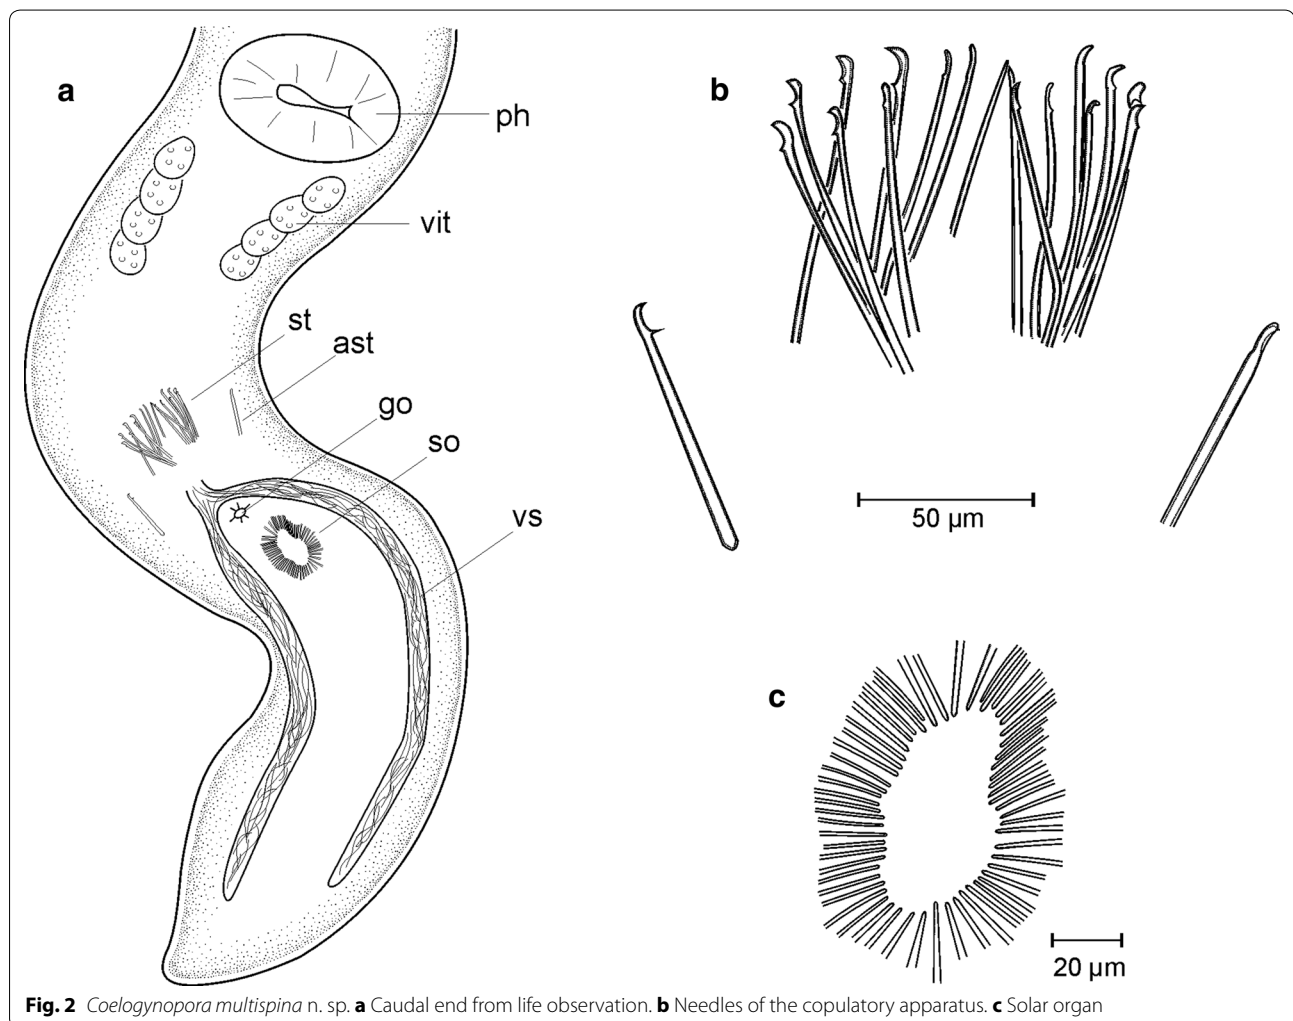 a
ph
vit
st
ast
go
so
vs
b
50 µm
c
20 µm
Fig. 2 Coelogynopora multispina n. sp. a Caudal end from life observation. b Needles of the copulatory apparatus. c Solar organ